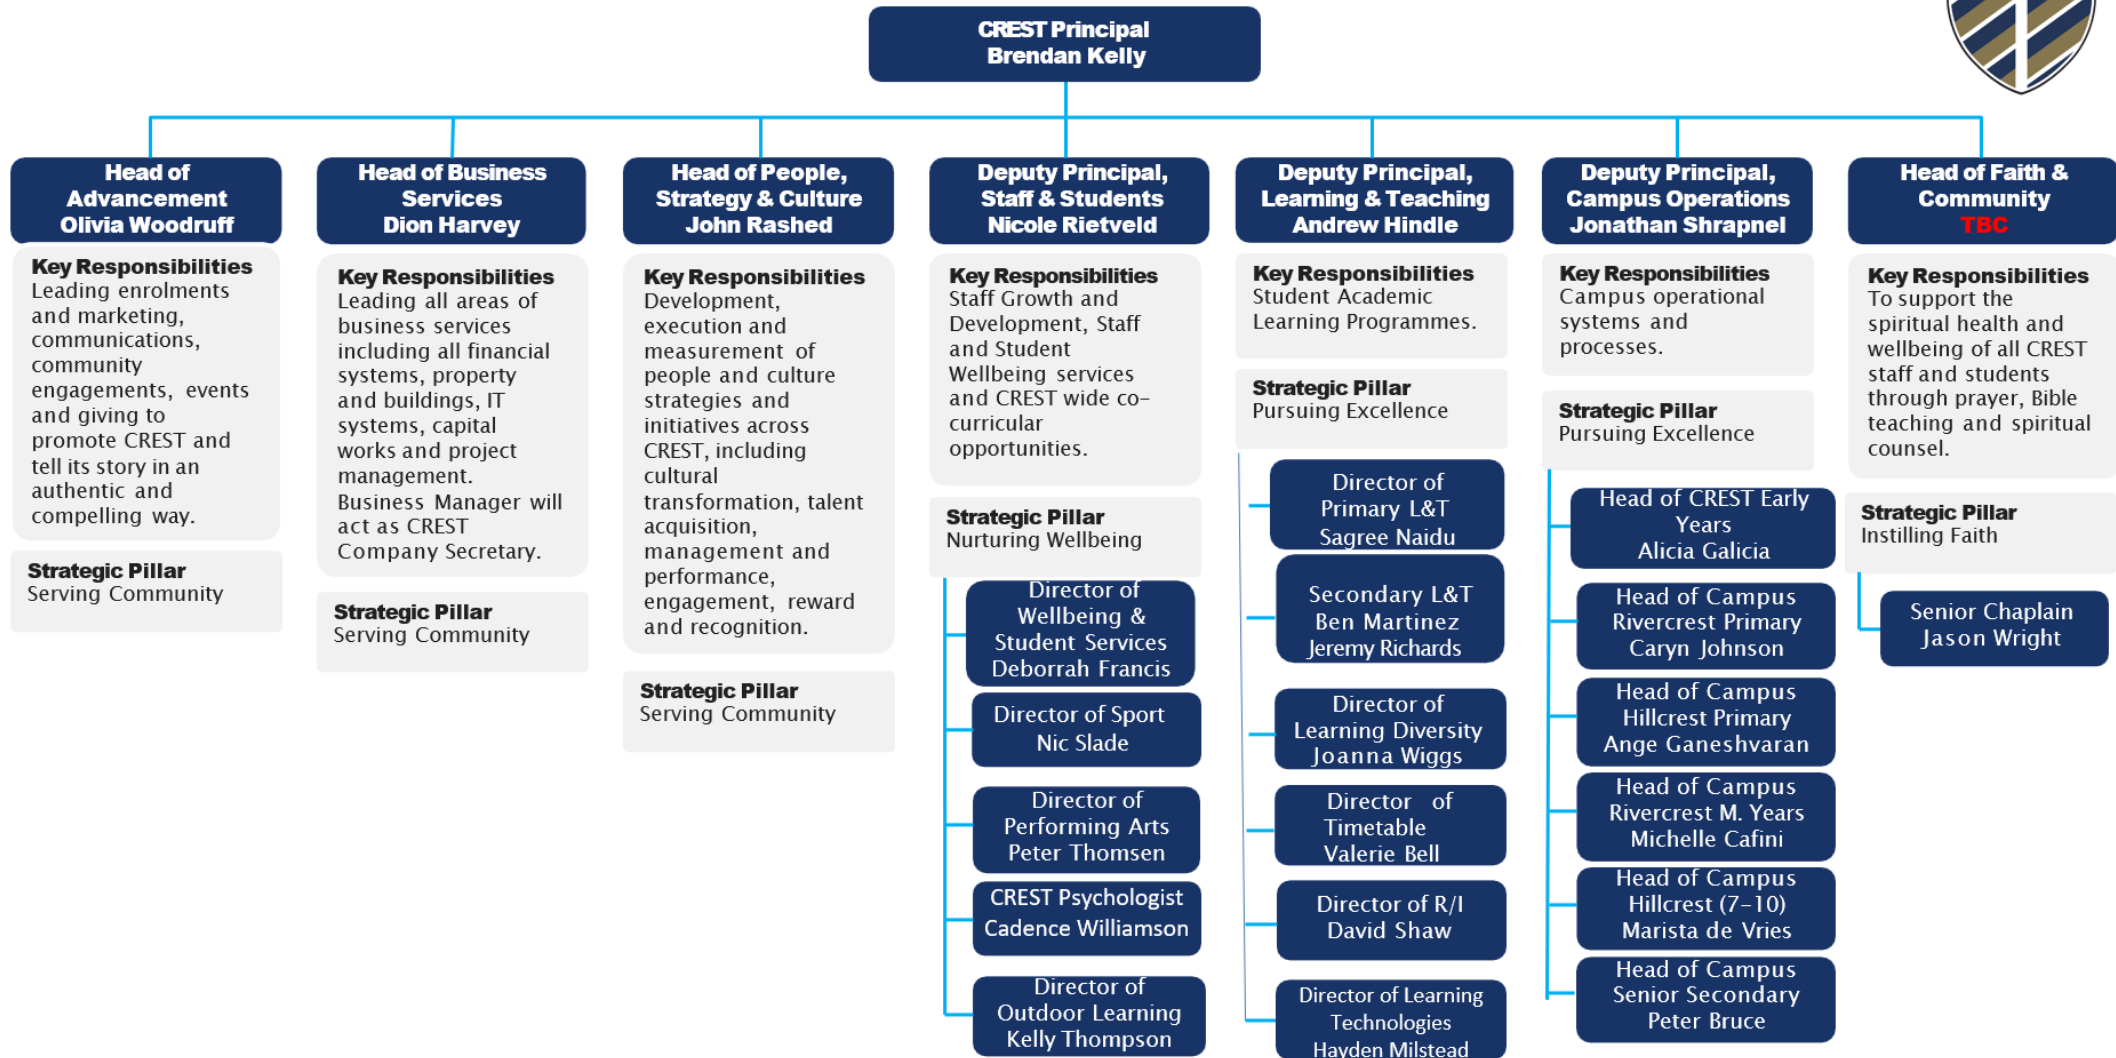 CREST Principal
Brendan Kelly
Head of
Advancement
Olivia Woodruff
Key Responsibilities
Leading enrolments
and marketing,
communications,
community
engagements, events
and giving to
promote CREST and
tell its story in an
authentic and
compelling way.
Strategic Pillar
Serving Community
Head of Business
Services
Dion Harvey
Key Responsibilities
Leading all areas of
business services
including all financial
systems, property
and buildings, IT
systems, capital
works and project
management.
Business Manager will
act as CREST
Company Secretary.
Strategic Pillar
Serving Community
Head of People,
Strategy & Culture
John Rashed
Key Responsibilities
Development,
execution and
measurement of
people and culture
strategies and
initiatives across
CREST, including
cultural
transformation, talent
acquisition,
management and
performance,
engagement, reward
and recognition.
Strategic Pillar
Serving Community
Deputy Principal,
Staff & Students
Nicole Rietveld
Key Responsibilities
Staff Growth and
Development, Staff
and Student
Wellbeing services
and CREST wide co-
curricular
opportunities.
Strategic Pillar
Nurturing Wellbeing
Director of
Wellbeing &
Student Services
Deborrah Francis
Director of Sport
Nic Slade
Director of
Performing Arts
Peter Thomsen
CREST Psychologist
Cadence Williamson
Director of
Outdoor Learning
Kelly Thompson
Deputy Principal,
Learning & Teaching
Andrew Hindle
Key Responsibilities
Student Academic
Learning Programmes.
Strategic Pillar
Pursuing Excellence
Director of
Primary L&T
Sagree Naidu
Secondary L&T
Ben Martinez
Jeremy Richards
Director of
Learning Diversity
Joanna Wiggs
Director of
Timetable
Valerie Bell
Director of R/I
David Shaw
Director of Learning
Technologies
Hayden Milstead
Deputy Principal,
Campus Operations
Jonathan Shrapnel
Key Responsibilities
Campus operational
systems and
processes.
Strategic Pillar
Pursuing Excellence
Head of CREST Early
Years
Alicia Galicia
Head of Campus
Rivercrest Primary
Caryn Johnson
Head of Campus
Hillcrest Primary
Ange Ganeshvaran
Head of Campus
Rivercrest M. Years
Michelle Cafini
Head of Campus
Hillcrest (7-10)
Marista de Vries
Head of Campus
Senior Secondary
Peter Bruce
Head of Faith &
Community
TBC
Key Responsibilities
To support the
spiritual health and
wellbeing of all CREST
staff and students
through prayer, Bible
teaching and spiritual
counsel.
Strategic Pillar
Instilling Faith
Senior Chaplain
Jason Wright